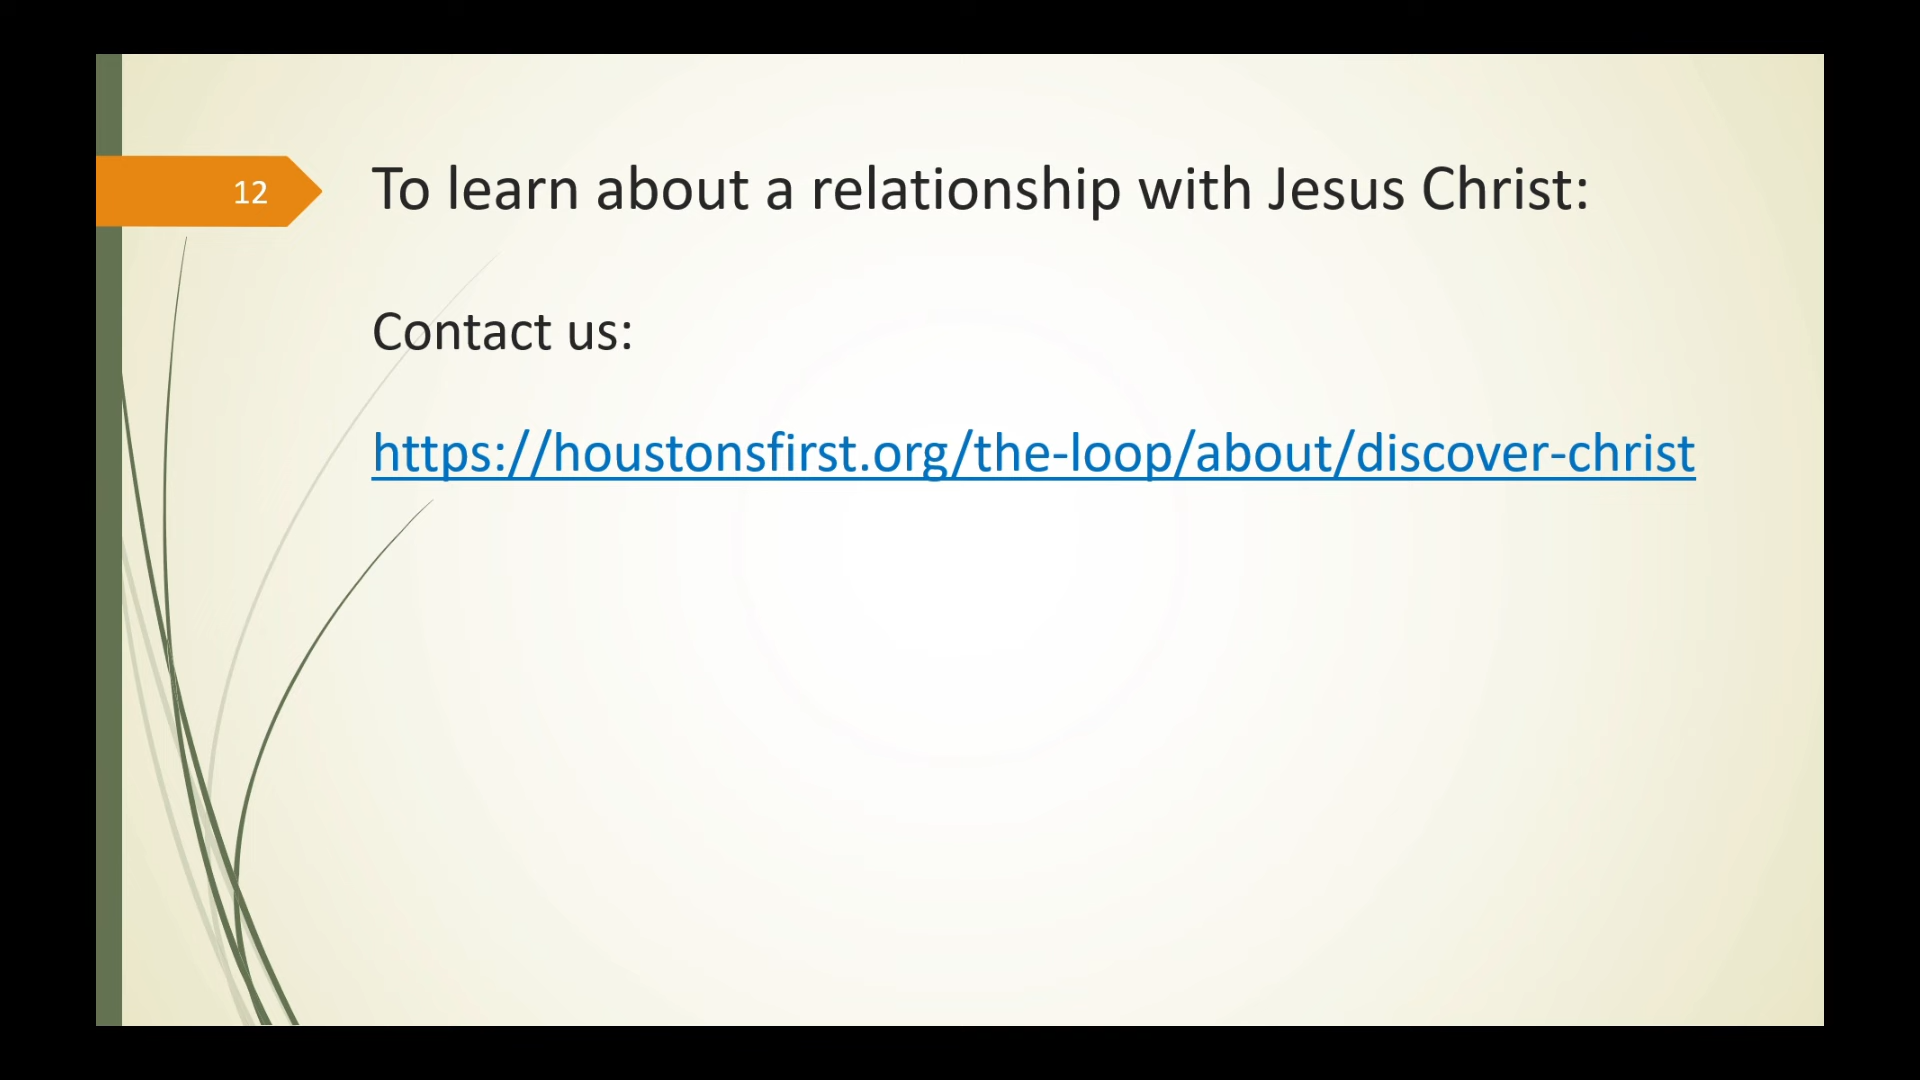 12
To learn about a relationship with Jesus Christ:
Contact us:
https://houstonsfirst.org/the-loop/about/discover-christ